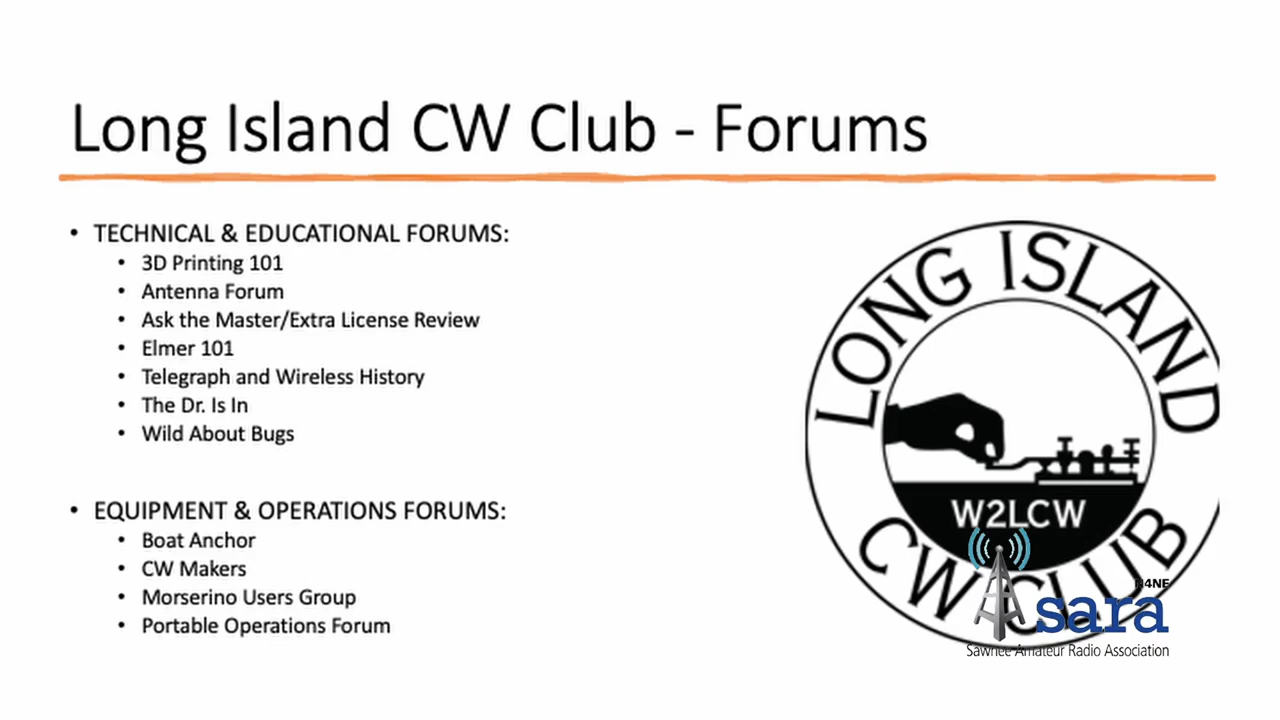 Long Island CW Club - Forums
• TECHNICAL & EDUCATIONAL FORUMS:
• 3D Printing 101
• Antenna Forum
• Ask the Master/Extra License Review
• Elmer 101
• Telegraph and Wireless History
• The Dr. Is In
• Wild About Bugs
• EQUIPMENT & OPERATIONS FORUMS:
• Boat Anchor
• CW Makers
• Morserino Users Group
• Portable Operations Forum
LONG ISLAND
W2LCW
CW CLUB
N4NE
sara
Sawnee Amateur Radio Association